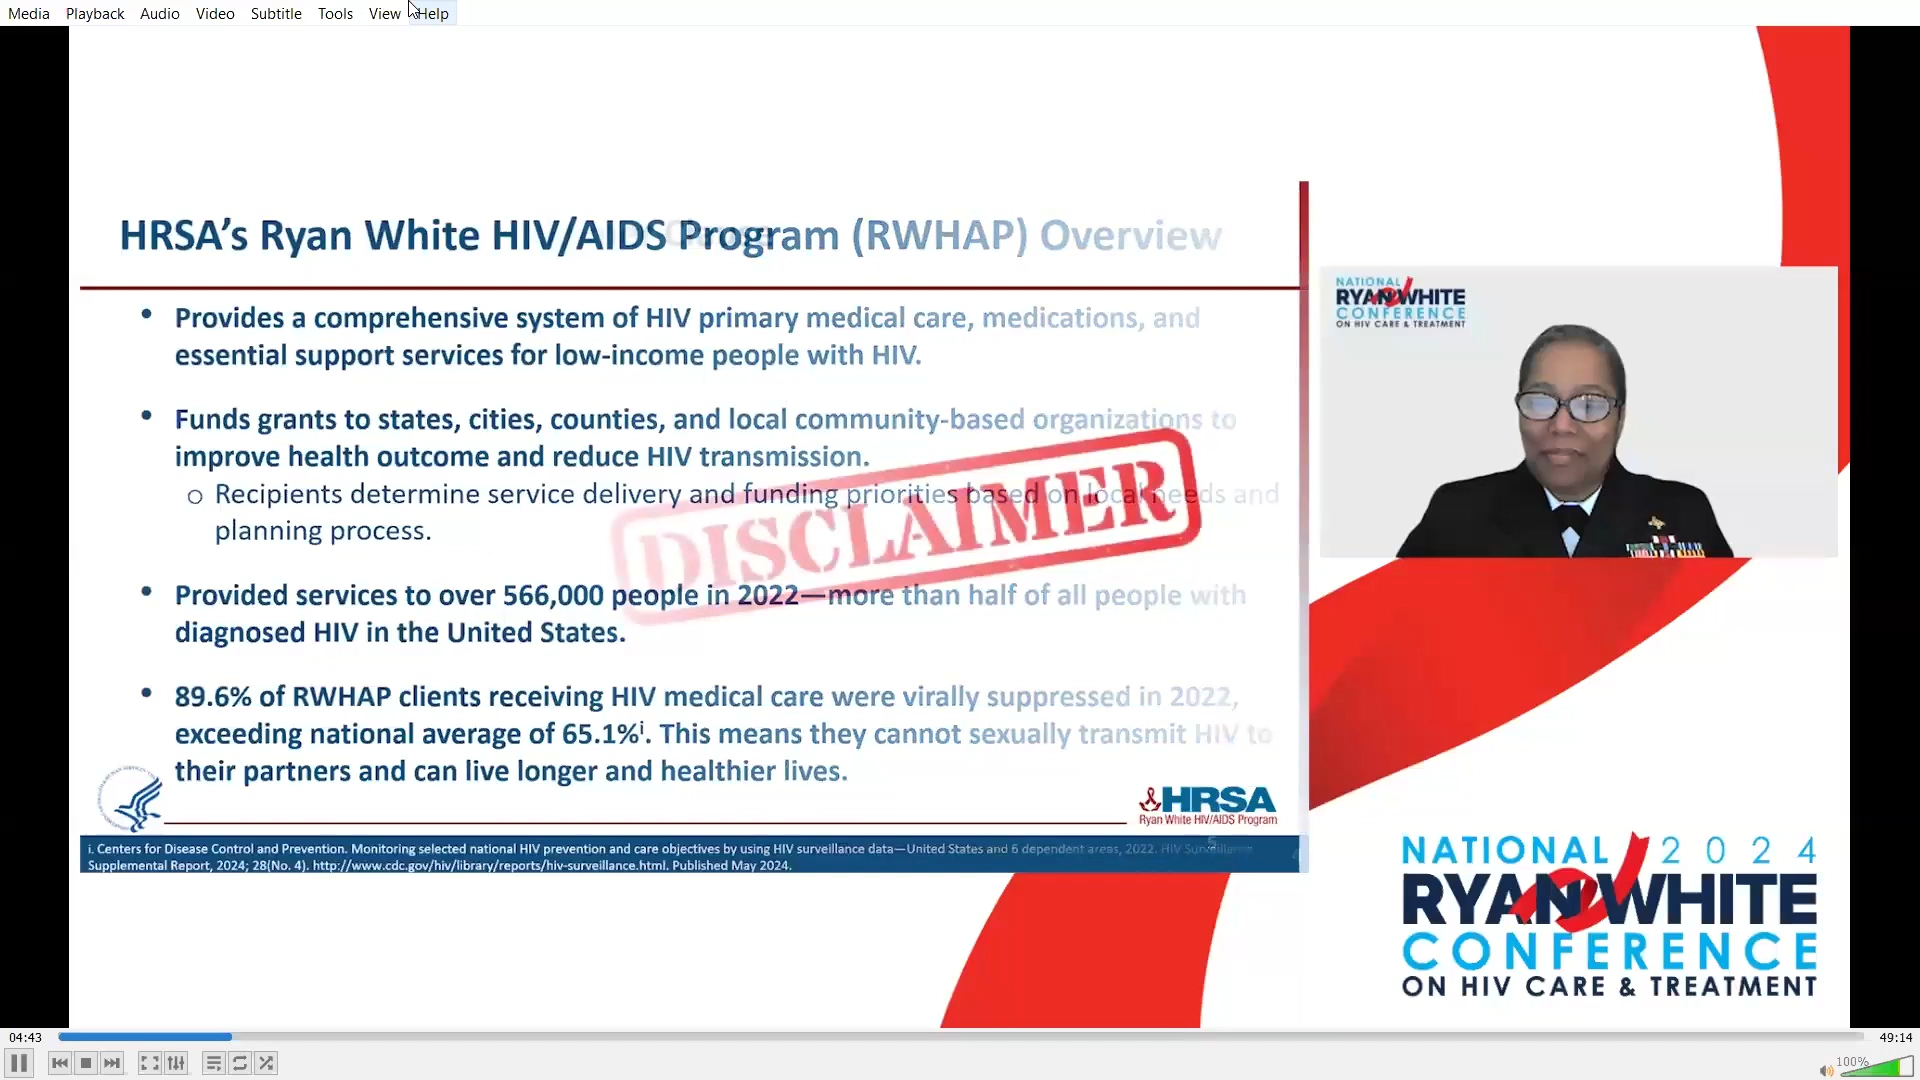 Media Playback Audio Video Subtitle Tools View Help
HRSA's Ryan White HIV/AIDS Program (RWHAP) Overview
• Provides a comprehensive system of HIV primary medical care, medications, and
essential support services for low-income people with HIV.
• Funds grants to states, cities, counties, and local community-based organizations to
improve health outcome and reduce HIV transmission.
○ Recipients determine service delivery and funding priorities based on local needs and
planning process.
DISCLAIMER
• Provided services to over 566,000 people in 2022—more than half of all people with
diagnosed HIV in the United States.
• 89.6% of RWHAP clients receiving HIV medical care were virally suppressed in 2022,
exceeding national average of 65.1%ⁱ. This means they cannot sexually transmit HIV to
their partners and can live longer and healthier lives.
HRSA
Ryan White HIV/AIDS Program
i. Centers for Disease Control and Prevention. Monitoring selected national HIV prevention and care objectives by using HIV surveillance data—United States and 6 dependent areas, 2022. HIV Surveillance
Supplemental Report, 2024; 28(No. 4). http://www.cdc.gov/hiv/library/reports/hiv-surveillance.html. Published May 2024.
5
NATIONAL
RYAN WHITE
CONFERENCE
ON HIV CARE & TREATMENT
NATIONAL 2024
RYAN WHITE
CONFERENCE
ON HIV CARE & TREATMENT
04:43
49:14
100%